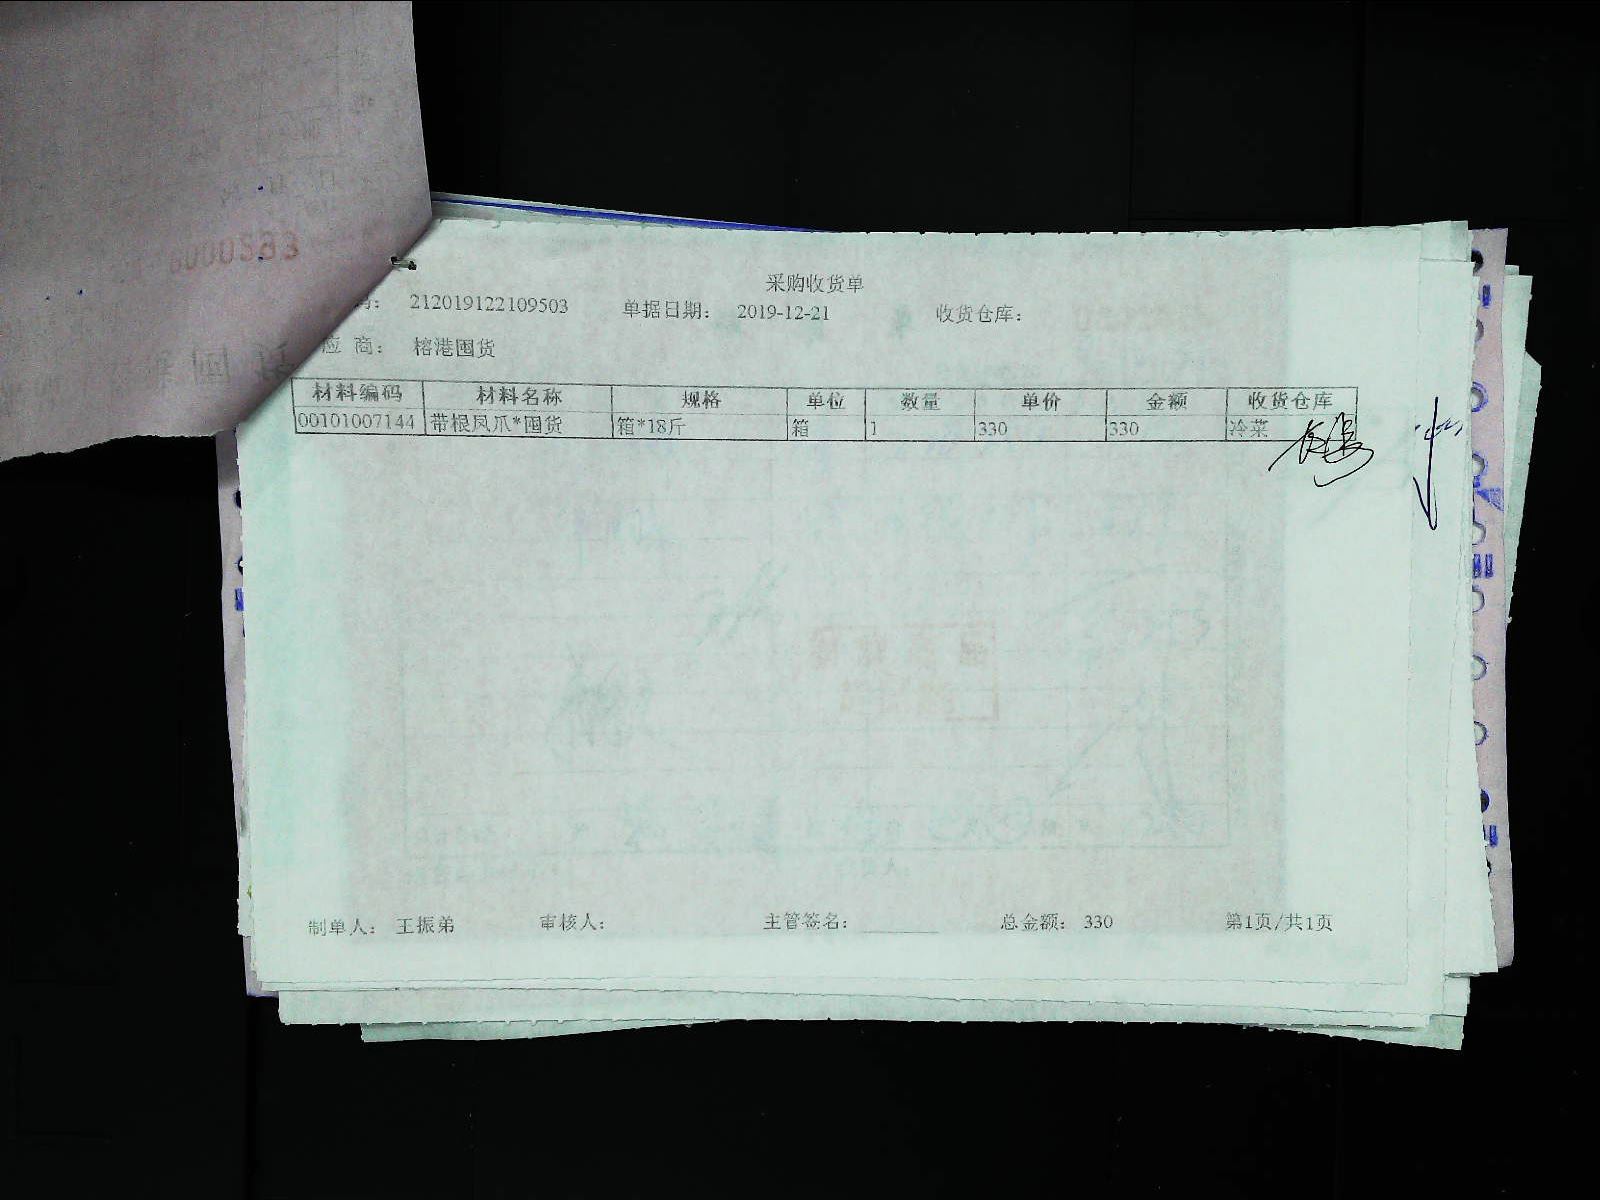 采购收货单
码： 212019122109503 单据日期： 2019-12-21 收货仓库：
应 商： 榕港囤货
材料编码 材料名称 规格 单位 数量 单价 金额 收货仓库
00101007144 带根凤爪*囤货 箱*18斤 箱 1 330 330 冷菜
制单人： 王振弟 审核人： 主管签名： 总金额： 330 第1页/共1页